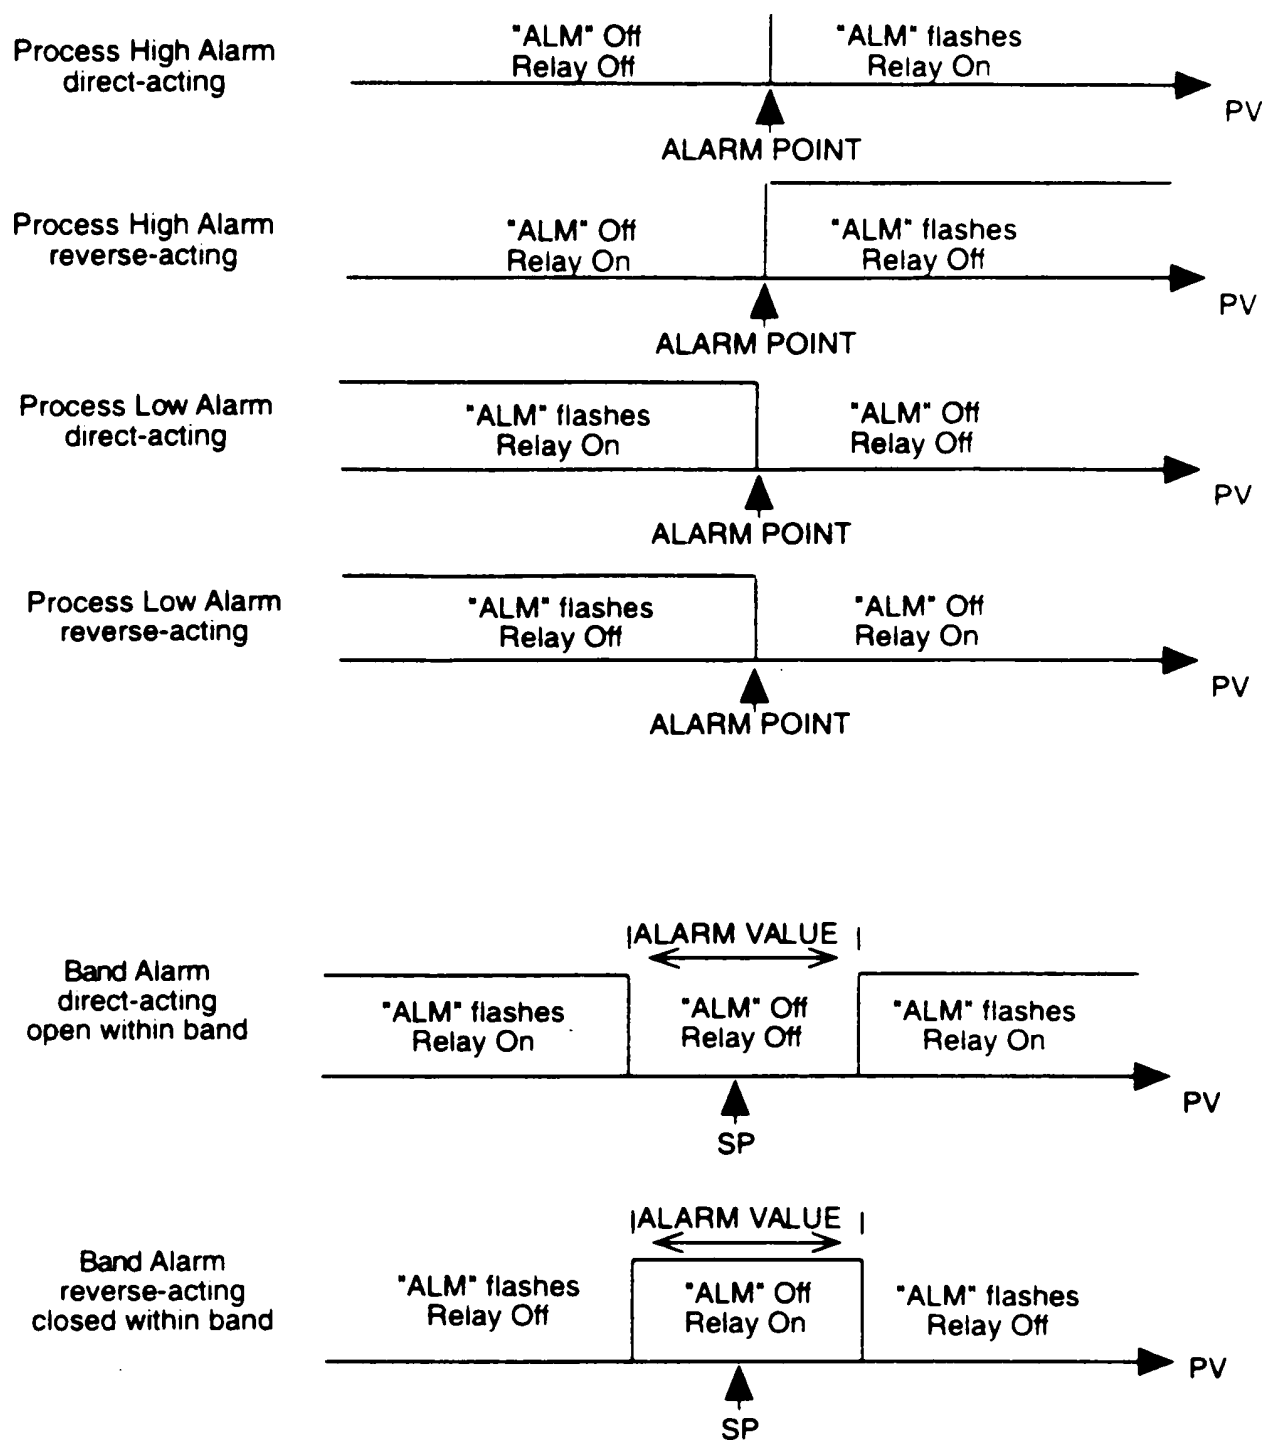 Process High Alarm
direct-acting
"ALM" Off
Relay Off
"ALM" flashes
Relay On
PV
ALARM POINT
Process High Alarm
reverse-acting
"ALM" Off
Relay On
"ALM" flashes
Relay Off
PV
ALARM POINT
Process Low Alarm
direct-acting
"ALM" flashes
Relay On
"ALM" Off
Relay Off
PV
ALARM POINT
Process Low Alarm
reverse-acting
"ALM" flashes
Relay Off
"ALM" Off
Relay On
PV
ALARM POINT
ALARM VALUE
Band Alarm
direct-acting
open within band
"ALM" flashes
Relay On
"ALM" Off
Relay Off
"ALM" flashes
Relay On
PV
SP
ALARM VALUE
Band Alarm
reverse-acting
closed within band
"ALM" flashes
Relay Off
"ALM" Off
Relay On
"ALM" flashes
Relay Off
PV
SP